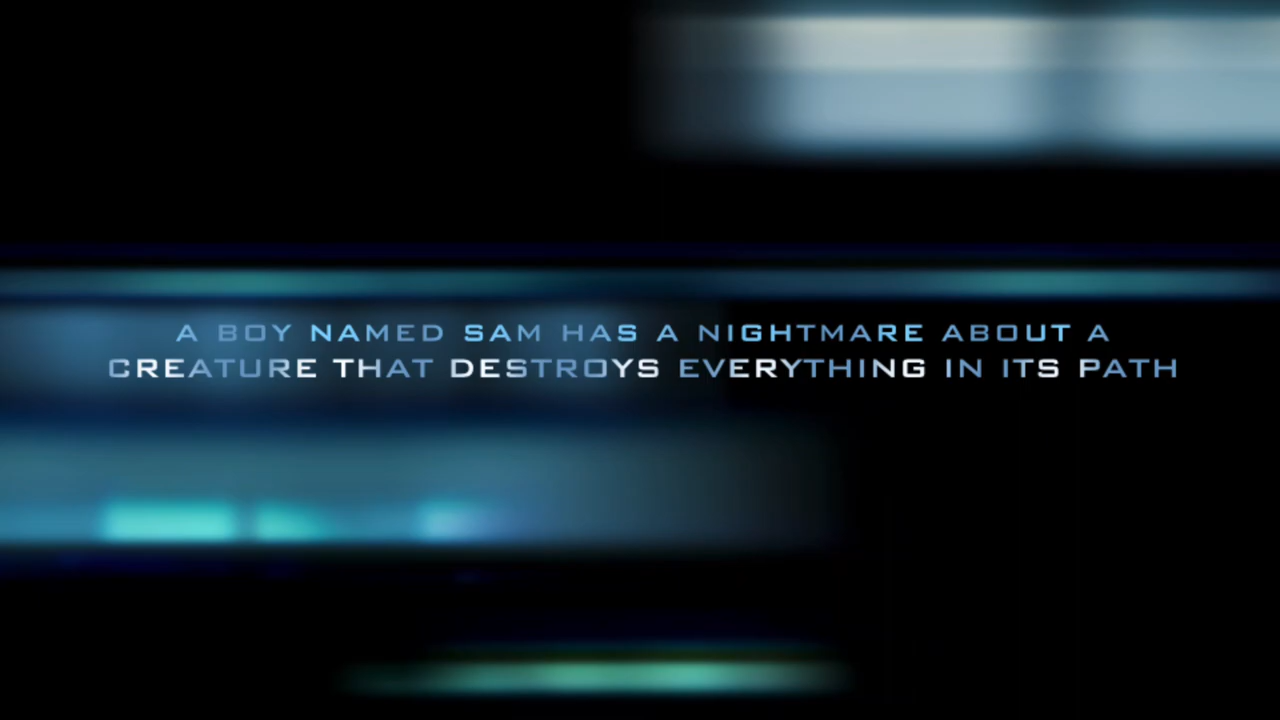 A BOY NAMED SAM HAS A NIGHTMARE ABOUT A
CREATURE THAT DESTROYS EVERYTHING IN ITS PATH